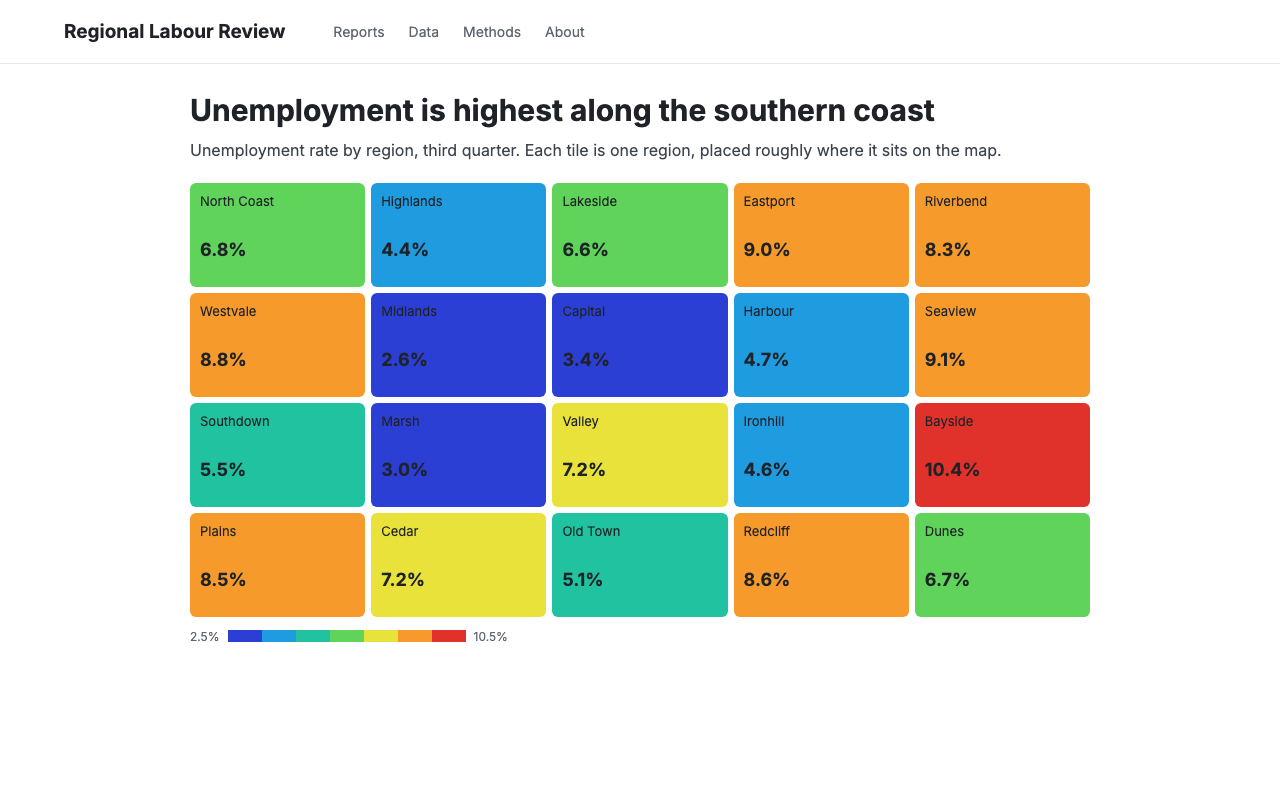 Regional Labour Review
Reports Data Methods About
Unemployment is highest along the southern coast
Unemployment rate by region, third quarter. Each tile is one region, placed roughly where it sits on the map.
North Coast Highlands Lakeside Eastport Riverbend
6.8% 4.4% 6.6% 9.0% 8.3%
Westvale Midlands Capital Harbour Seaview
8.8% 2.6% 3.4% 4.7% 9.1%
Southdown Marsh Valley Ironhill Bayside
5.5% 3.0% 7.2% 4.6% 10.4%
Plains Cedar Old Town Redcliff Dunes
8.5% 7.2% 5.1% 8.6% 6.7%
2.5% 10.5%